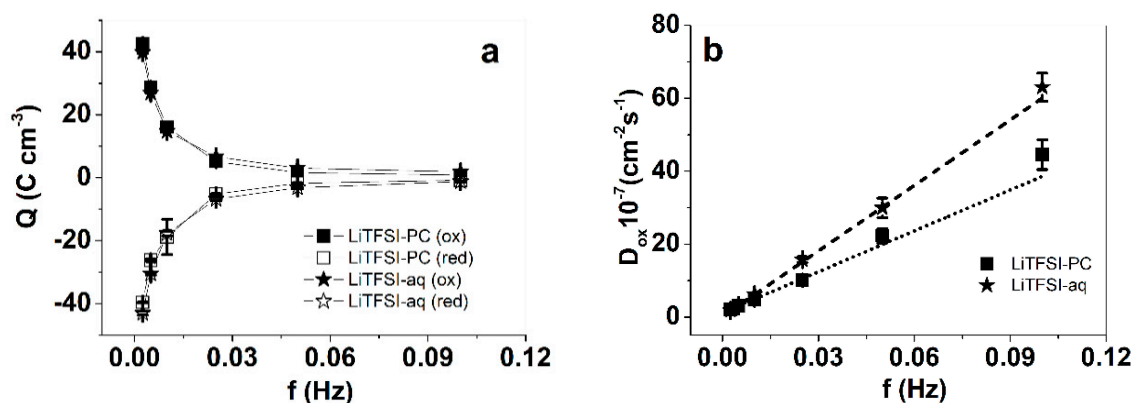 a
Q (C cm⁻³)
40
20
0
-20
-40
LiTFSI-PC (ox)
LiTFSI-PC (red)
LiTFSI-aq (ox)
LiTFSI-aq (red)
0.00 0.03 0.06 0.09 0.12
f (Hz)
b
D_ox 10⁻⁷(cm⁻²s⁻¹)
80
60
40
20
0
LiTFSI-PC
LiTFSI-aq
0.00 0.03 0.06 0.09 0.12
f (Hz)